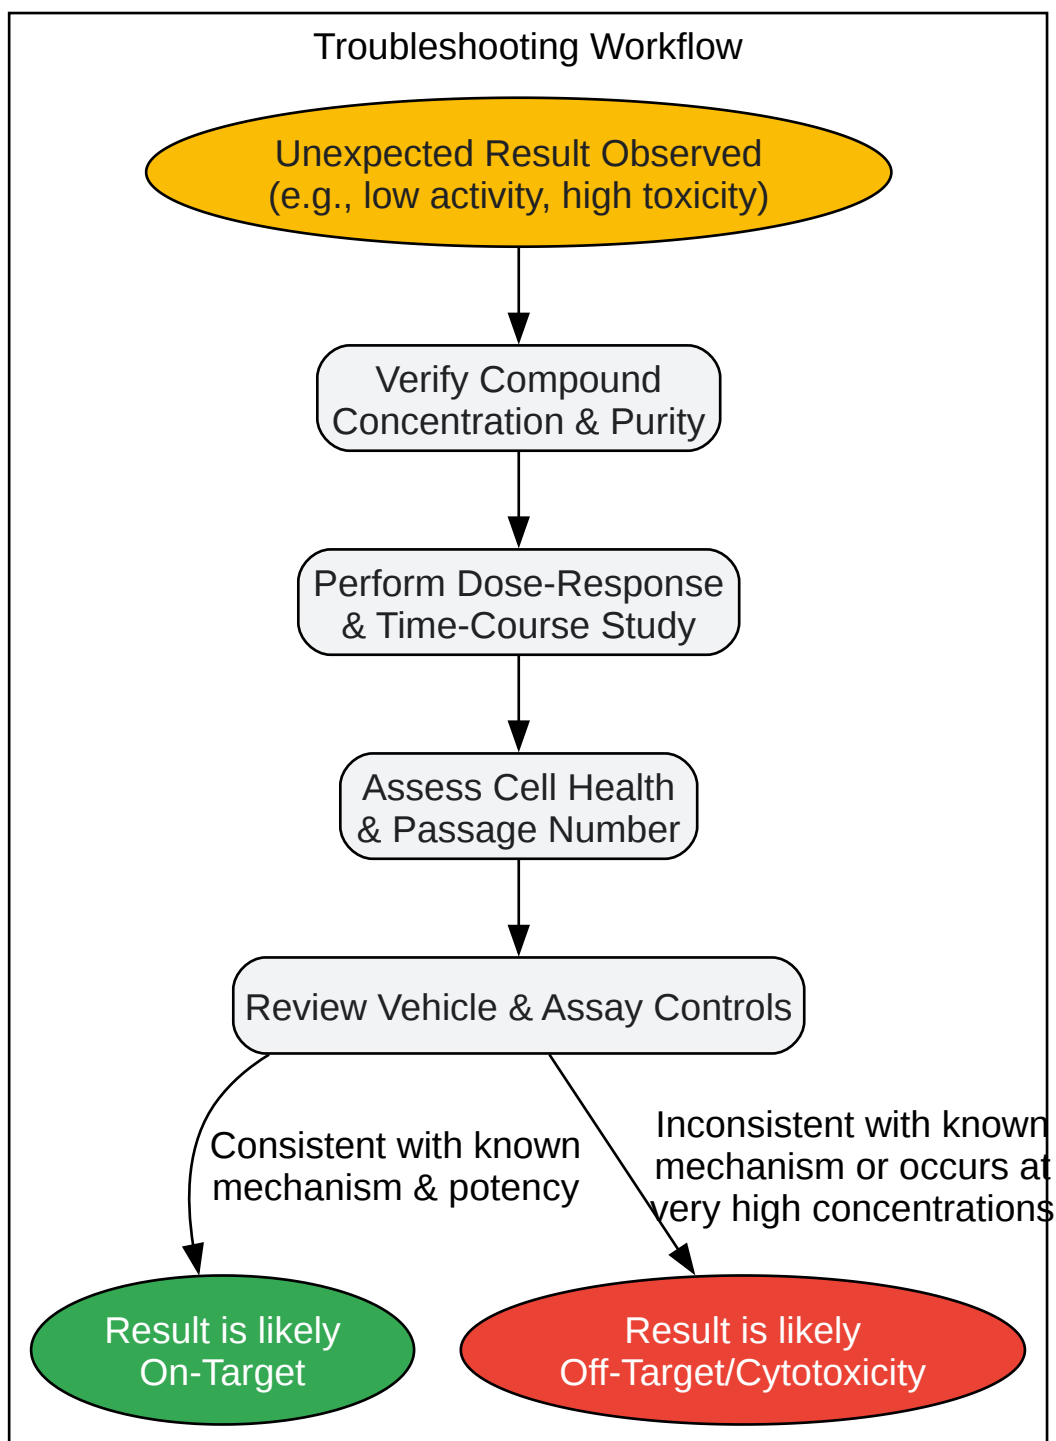 Troubleshooting Workflow
Unexpected Result Observed
(e.g., low activity, high toxicity)
Verify Compound
Concentration & Purity
Perform Dose-Response
& Time-Course Study
Assess Cell Health
& Passage Number
Review Vehicle & Assay Controls
Consistent with known
mechanism & potency
Inconsistent with known
mechanism or occurs at
very high concentrations
Result is likely
On-Target
Result is likely
Off-Target/Cytotoxicity